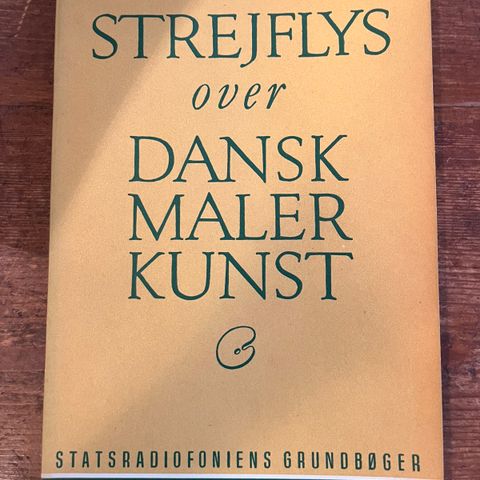 STREJFLYS
over
DANSK
MALER
KUNST
STATSRADIOFONIENS GRUNDBØGER